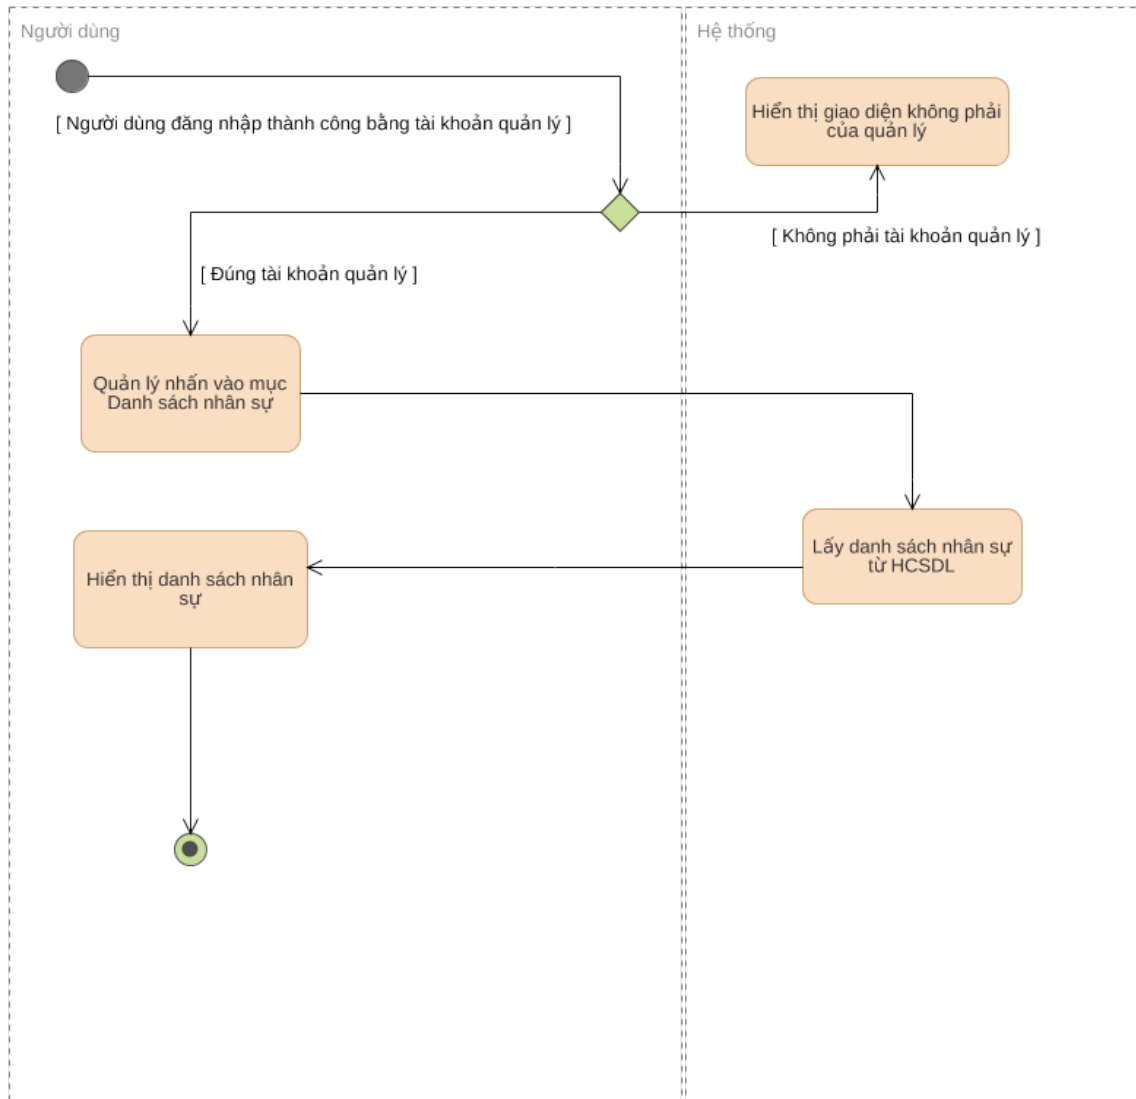 Người dùng
Hệ thống
[ Người dùng đăng nhập thành công bằng tài khoản quản lý ]
Hiển thị giao diện không phải
của quản lý
[ Không phải tài khoản quản lý ]
[ Đúng tài khoản quản lý ]
Quản lý nhấn vào mục
Danh sách nhân sự
Lấy danh sách nhân sự
từ HCSDL
Hiển thị danh sách nhân
sự